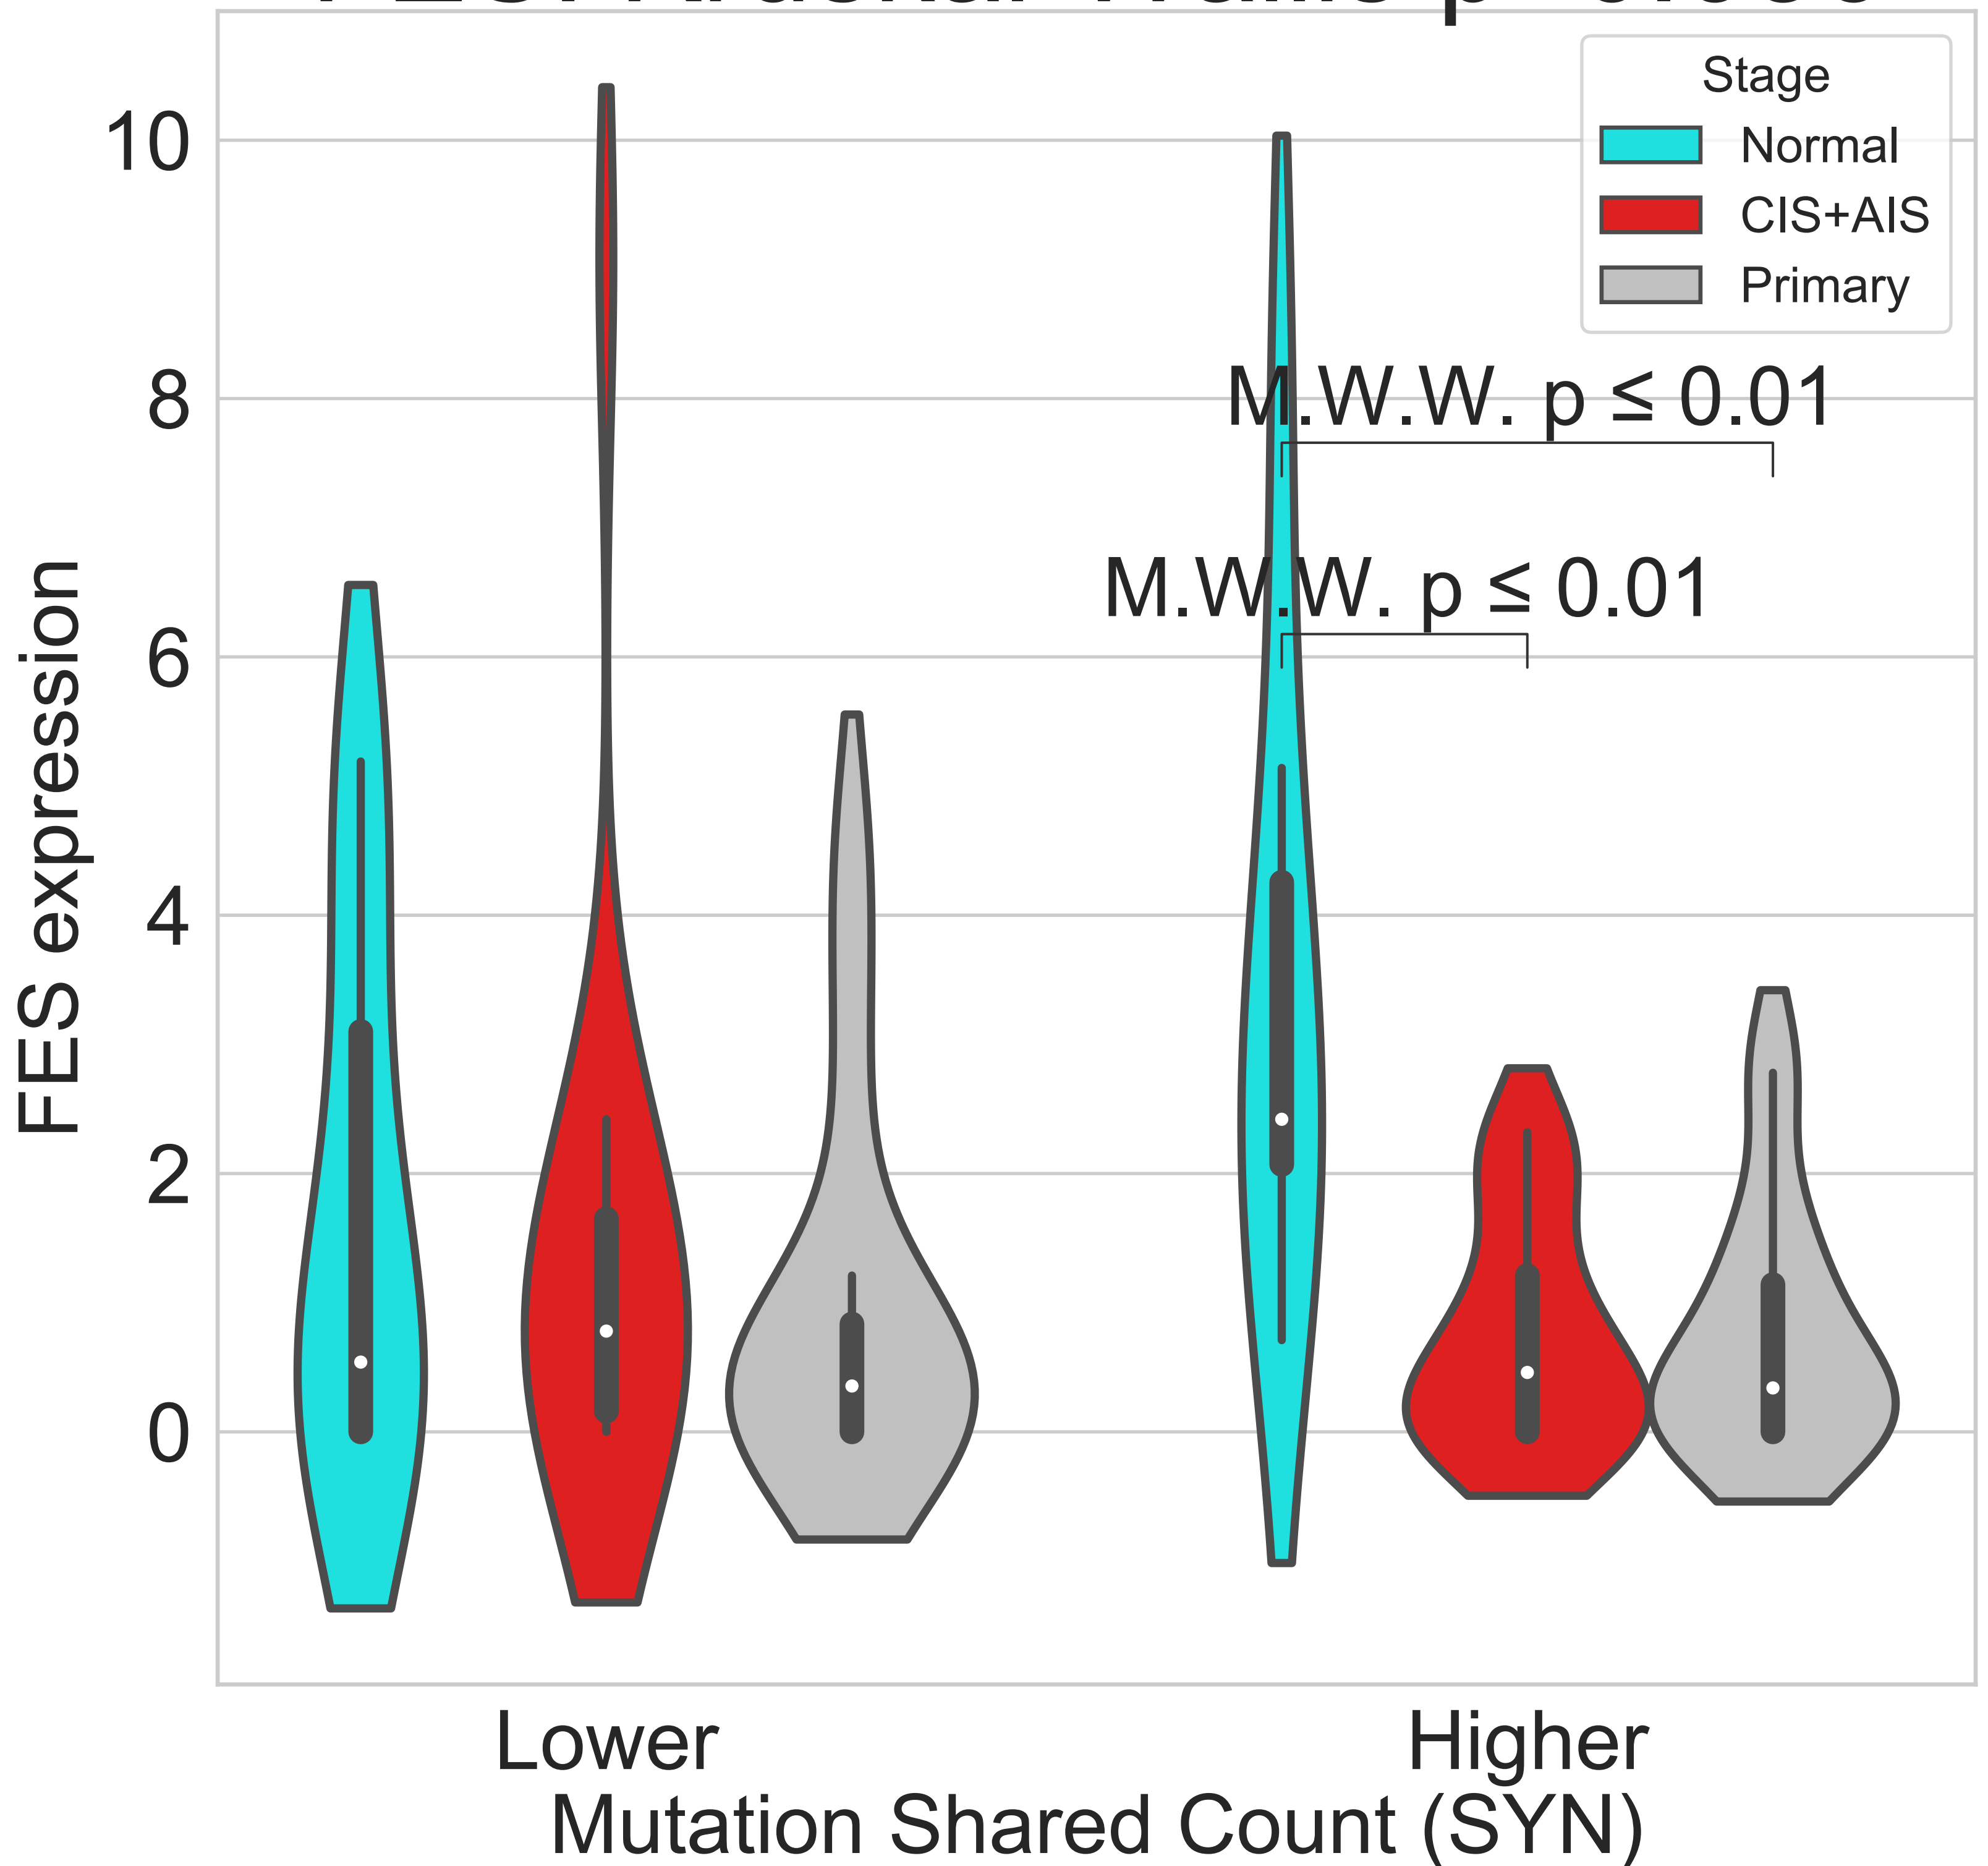 Stage
Normal
CIS+AIS
Primary
10
8
6
4
2
0
FES expression
M.W.W. p ≤ 0.01
M.W.W. p ≤ 0.01
Lower
Higher
Mutation Shared Count (SYN)